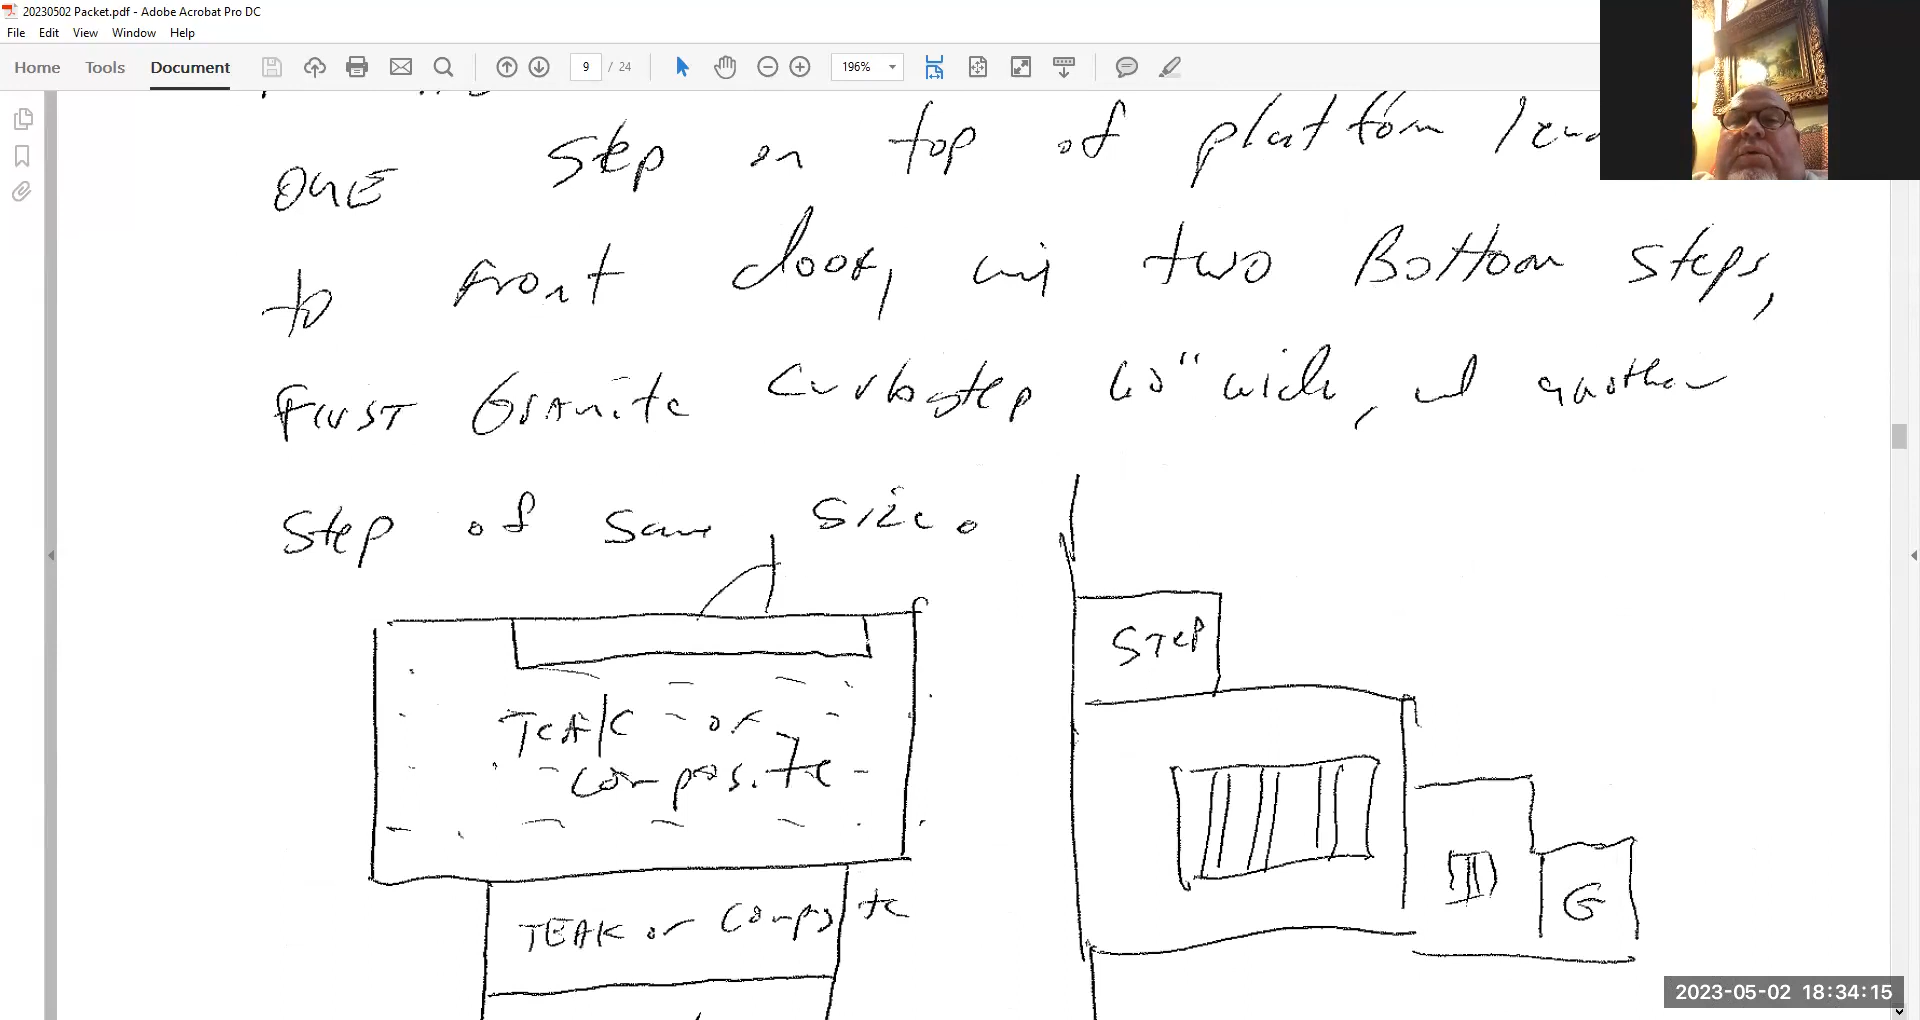 20230502 Packet.pdf - Adobe Acrobat Pro DC
File Edit View Window Help
Home Tools Document 9 / 24 196%
ONE step on top of platform
to front door, two Bottom steps,
FIRST Granite Curbstep 60" wide, and another
step of same size.
STEP
TEAK or
composite
TEAK or Composite
G
2023-05-02 18:34:15